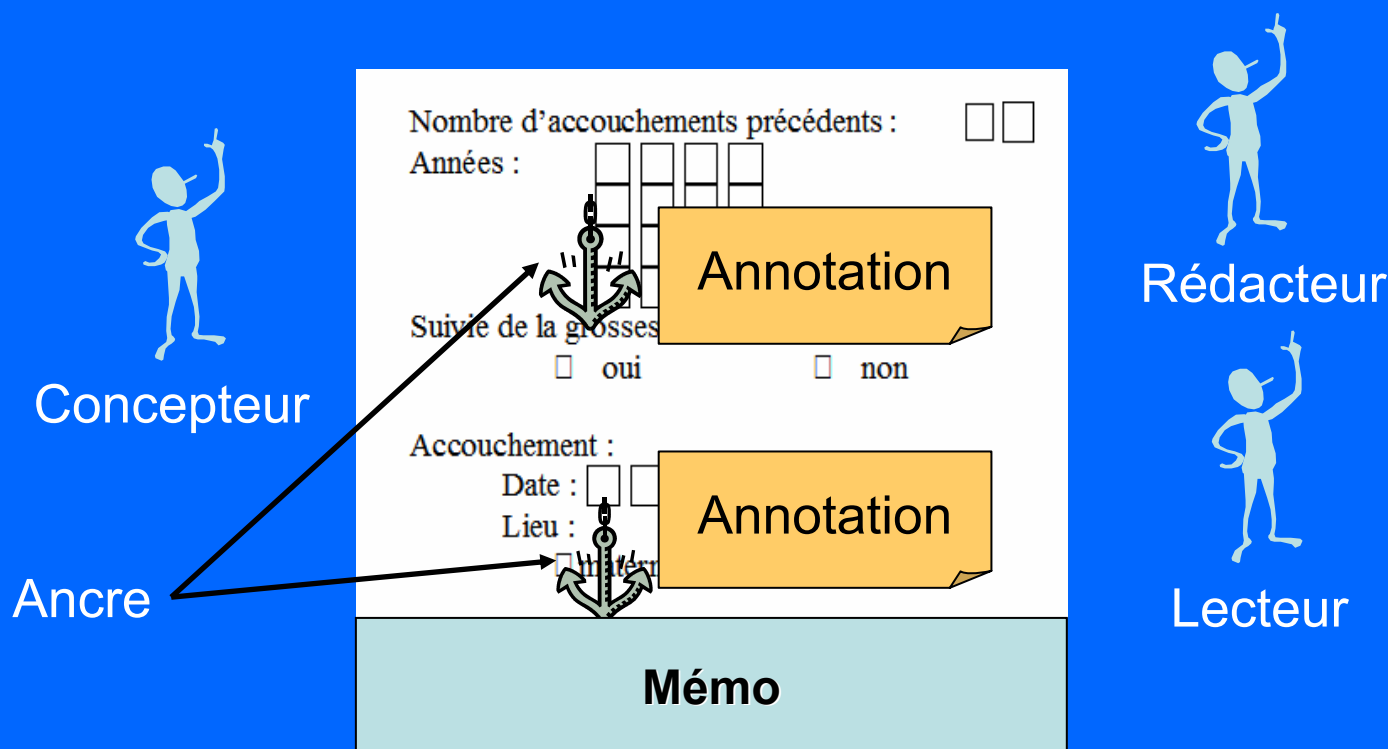 Nombre d'accouchements précédents :
Années :
Annotation
Suivie de la grosses
oui non
Accouchement :
Date :
Annotation
Lieu :
Mémo
Concepteur
Ancre
Rédacteur
Lecteur